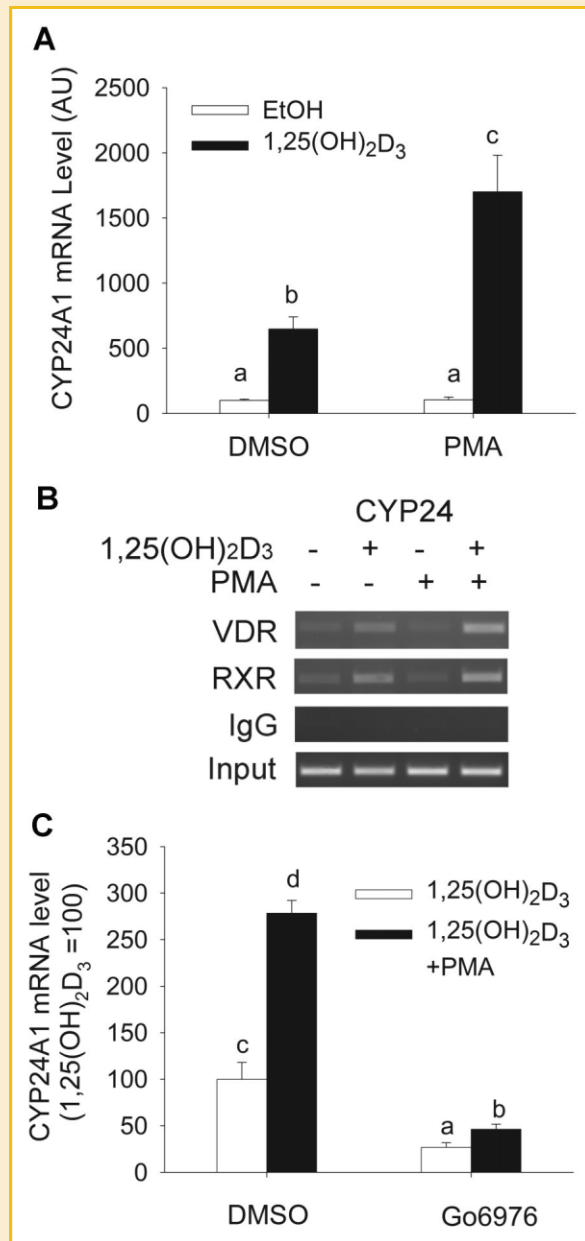 A
CYP24A1 mRNA Level (AU)
2500
2000
1500
1000
500
0
EtOH
1,25(OH)₂D₃
a
b
a
c
DMSO
PMA
B
CYP24
1,25(OH)₂D₃ - + - +
PMA - - + +
VDR
RXR
IgG
Input
C
CYP24A1 mRNA level
(1,25(OH)₂D₃ =100)
350
300
250
200
150
100
50
0
1,25(OH)₂D₃
1,25(OH)₂D₃
+PMA
c
d
a
b
DMSO
Go6976